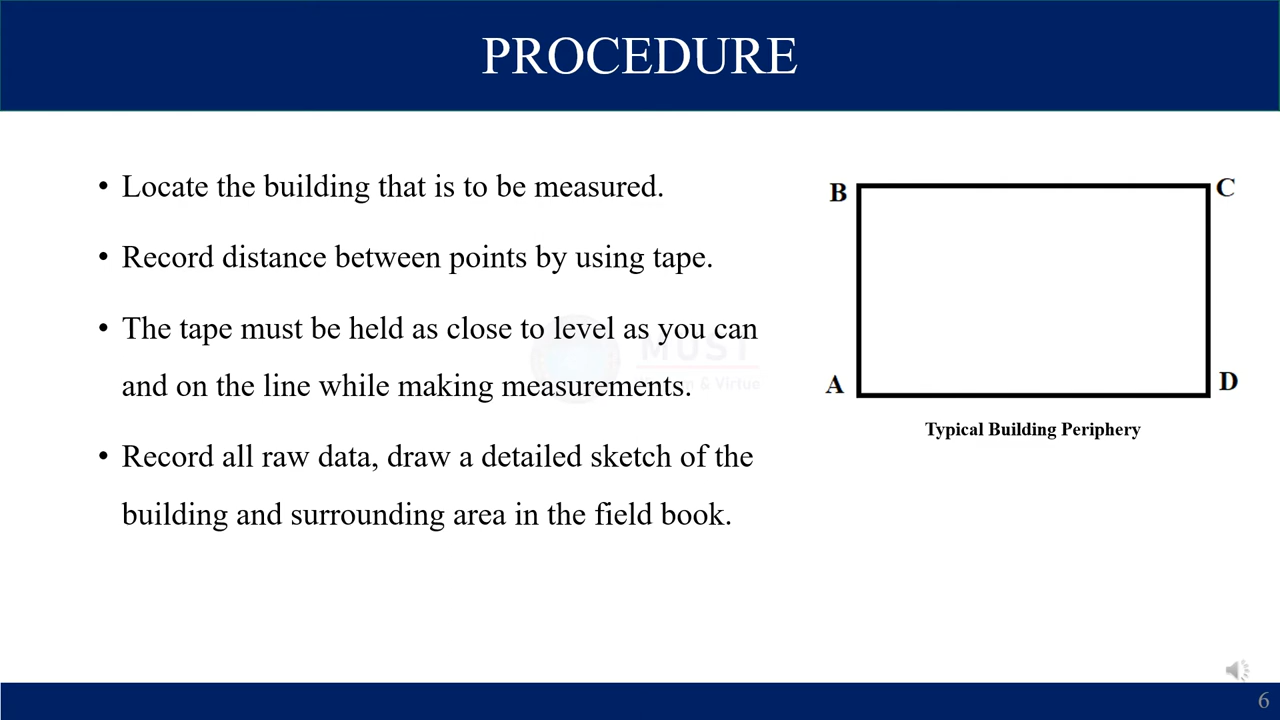 PROCEDURE
• Locate the building that is to be measured.
• Record distance between points by using tape.
• The tape must be held as close to level as you can
and on the line while making measurements.
• Record all raw data, draw a detailed sketch of the
building and surrounding area in the field book.
B
C
A
D
Typical Building Periphery
MUST
& Virtue
6